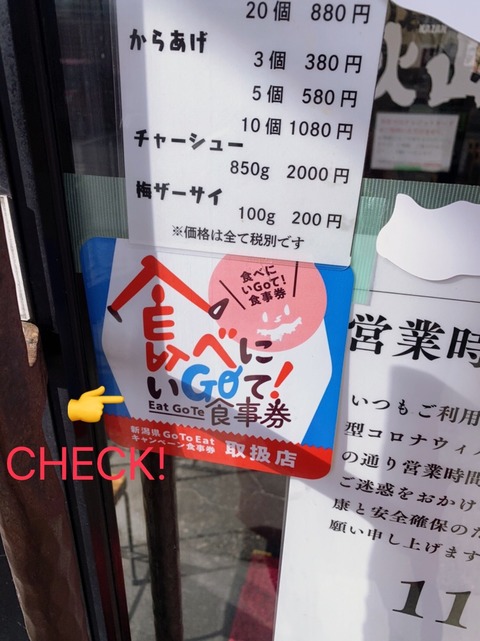 20個 880円
からあげ
3個 380円
5個 580円
10個 1080円
チャーシュー
850g 2000円
梅ザーサイ
100g 200円
※価格は全て税別です
食べに
いGoて!
食事券
食べに
いGoて!
Eat GoTe 食事券
新潟県 GoTo Eat
キャンペーン食事券
取扱店
CHECK!
営業時
いつもご利用
型コロナウィ
の通り営業時間
ご迷惑をおかけ
康と安全確保のた
願い申し上げます
11